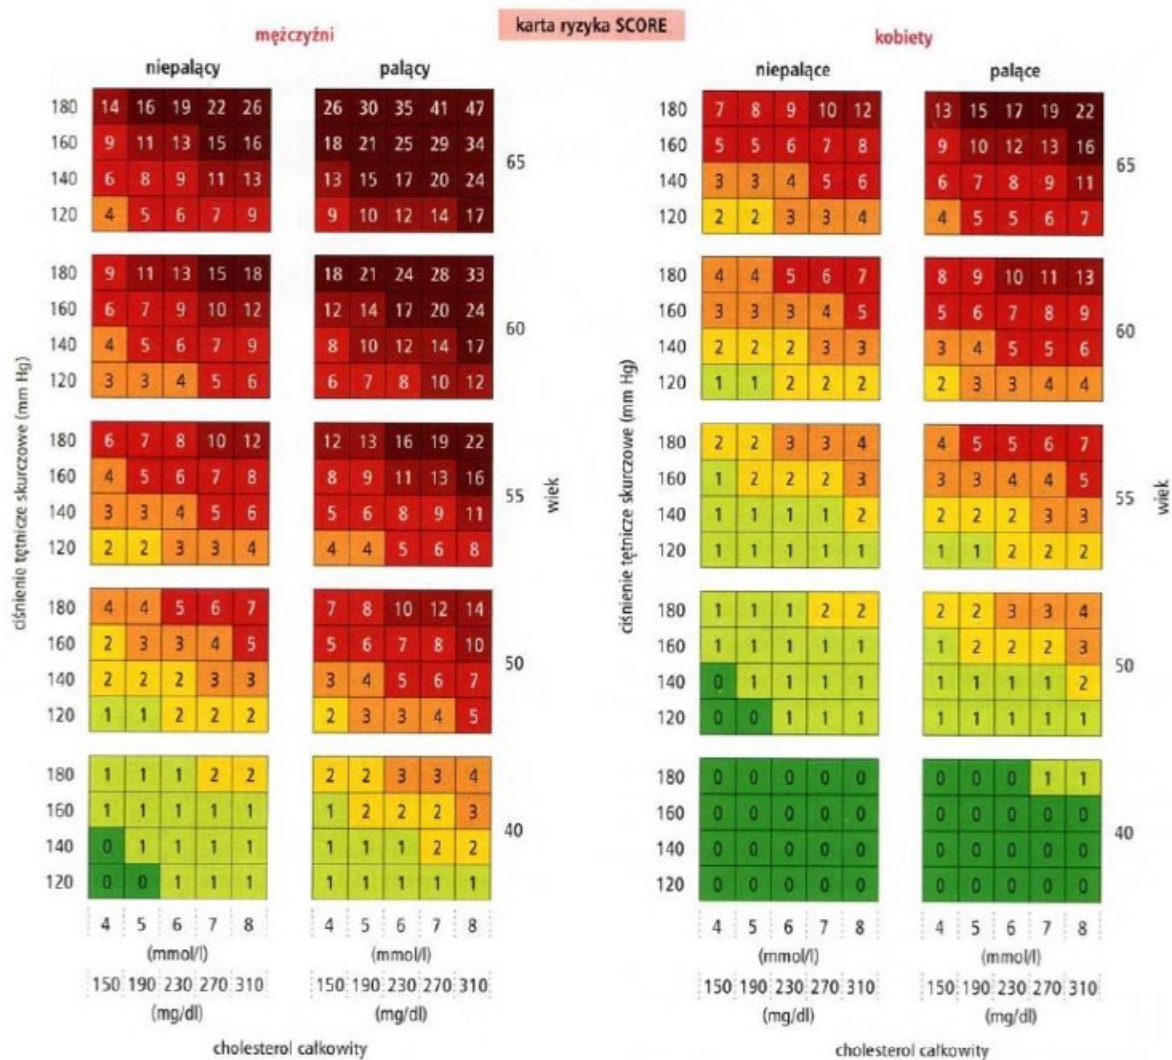 karta ryzyka SCORE
mężczyźni
kobiety
niepalący palący
niepalące palące
ciśnienie tętnicze skurczowe (mm Hg)
180 14 16 19 22 26 26 30 35 41 47
160 9 11 13 15 16 18 21 25 29 34
140 6 8 9 11 13 13 15 17 20 24
120 4 5 6 7 9 9 10 12 14 17
65
180 9 11 13 15 18 18 21 24 28 33
160 6 7 9 10 12 12 14 17 20 24
140 4 5 6 7 9 8 10 12 14 17
120 3 3 4 5 6 6 7 8 10 12
60
180 6 7 8 10 12 12 13 16 19 22
160 4 5 6 7 8 8 9 11 13 16
140 3 3 4 5 6 5 6 8 9 11
120 2 2 3 3 4 4 4 5 6 8
55
wiek
180 4 4 5 6 7 7 8 10 12 14
160 2 3 3 4 5 5 6 7 8 10
140 2 2 2 3 3 3 4 5 6 7
120 1 1 2 2 2 2 3 3 4 5
50
180 1 1 1 2 2 2 2 3 3 4
160 1 1 1 1 1 1 2 2 2 3
140 0 1 1 1 1 1 1 1 2 2
120 0 0 1 1 1 1 1 1 1 1
40
4 5 6 7 8 4 5 6 7 8
(mmol/l) (mmol/l)
150 190 230 270 310 150 190 230 270 310
(mg/dl) (mg/dl)
cholesterol całkowity
ciśnienie tętnicze skurczowe (mm Hg)
180 7 8 9 10 12 13 15 17 19 22
160 5 5 6 7 8 9 10 12 13 16
140 3 3 4 5 6 6 7 8 9 11
120 2 2 3 3 4 4 5 5 6 7
65
180 4 4 5 6 7 8 9 10 11 13
160 3 3 3 4 5 5 6 7 8 9
140 2 2 2 3 3 3 4 5 5 6
120 1 1 2 2 2 2 3 3 4 4
60
180 2 2 3 3 4 4 5 5 6 7
160 1 2 2 2 3 3 3 4 4 5
140 1 1 1 1 2 2 2 2 3 3
120 1 1 1 1 1 1 1 2 2 2
55
wiek
180 1 1 1 2 2 2 2 3 3 4
160 1 1 1 1 1 1 2 2 2 3
140 0 1 1 1 1 1 1 1 1 2
120 0 0 1 1 1 1 1 1 1 1
50
180 0 0 0 0 0 0 0 0 1 1
160 0 0 0 0 0 0 0 0 0 0
140 0 0 0 0 0 0 0 0 0 0
120 0 0 0 0 0 0 0 0 0 0
40
4 5 6 7 8 4 5 6 7 8
(mmol/l) (mmol/l)
150 190 230 270 310 150 190 230 270 310
(mg/dl) (mg/dl)
cholesterol całkowity